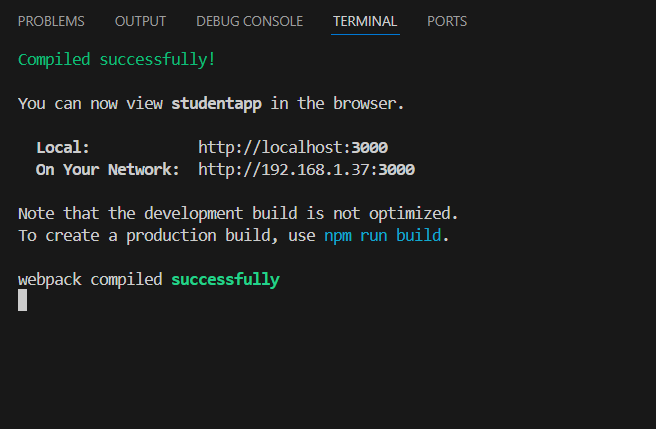 PROBLEMS OUTPUT DEBUG CONSOLE TERMINAL PORTS
Compiled successfully!
You can now view studentapp in the browser.
Local: http://localhost:3000
On Your Network: http://192.168.1.37:3000
Note that the development build is not optimized.
To create a production build, use npm run build.
webpack compiled successfully